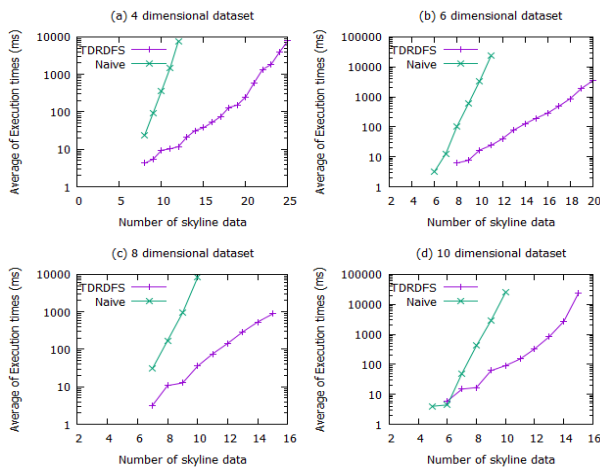 (a) 4 dimensional dataset
Average of Execution times (ms)
10000
1000
100
10
1
TDRDFS
Naive
0 5 10 15 20 25
Number of skyline data
(b) 6 dimensional dataset
Average of Execution times (ms)
100000
10000
1000
100
10
1
TDRDFS
Naive
2 4 6 8 10 12 14 16 18 20
Number of skyline data
(c) 8 dimensional dataset
Average of Execution times (ms)
10000
1000
100
10
1
TDRDFS
Naive
2 4 6 8 10 12 14 16
Number of skyline data
(d) 10 dimensional dataset
Average of Execution times (ms)
100000
10000
1000
100
10
1
TDRDFS
Naive
2 4 6 8 10 12 14 16
Number of skyline data